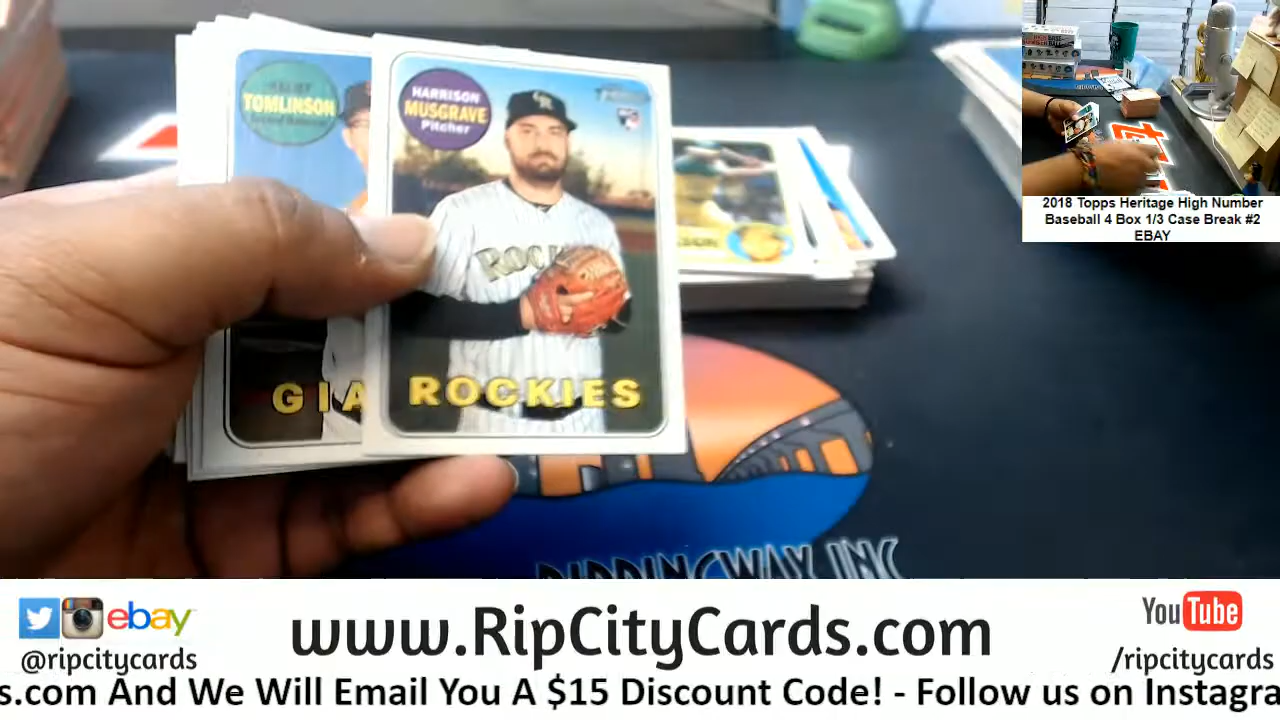 TOMLINSON
GIA
HARRISON
MUSGRAVE
Pitcher
ROCKIES
2018 Topps Heritage High Number
Baseball 4 Box 1/3 Case Break #2
EBAY
RIPPINGWAX INC
ebay
@ripcitycards
www.RipCityCards.com
YouTube
/ripcitycards
s.com And We Will Email You A $15 Discount Code! - Follow us on Instagra